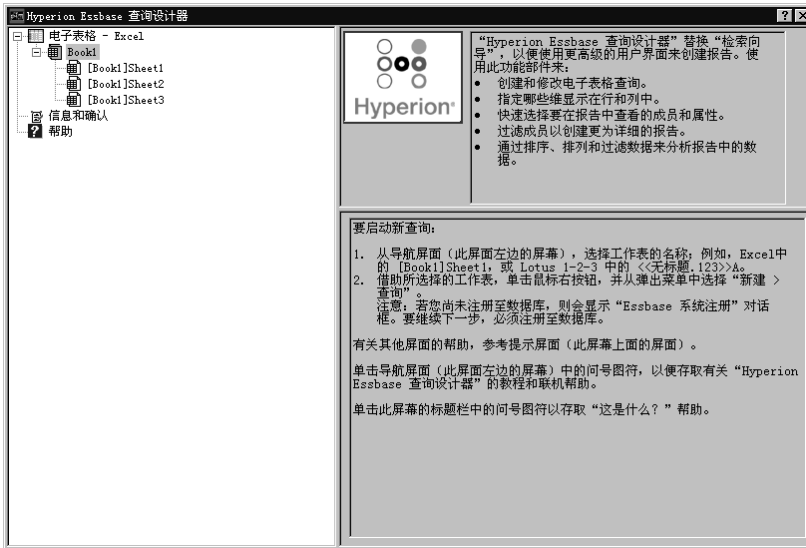 Hyperion Essbase 查询设计器
电子表格 - Excel
Book1
[Book1]Sheet1
[Book1]Sheet2
[Book1]Sheet3
信息和确认
帮助
Hyperion
“Hyperion Essbase 查询设计器”替换“检索向
导”，以便使用更高级的用户界面来创建报告。使
用此功能部件来：
• 创建和修改电子表格查询。
• 指定哪些维显示在行和列中。
• 快速选择要在报告中查看的成员和属性。
• 过滤成员以创建更为详细的报告。
• 通过排序、排列和过滤数据来分析报告中的数
据。
要启动新查询：
1. 从导航屏面（此屏面左边的屏幕），选择工作表的名称；例如，Excel中
的 [Book1]Sheet1，或 Lotus 1-2-3 中的 <<无标题.123>>A。
2. 借助所选择的工作表，单击鼠标右按钮，并从弹出菜单中选择“新建 >
查询”。
注意：若您尚未注册至数据库，则会显示“Essbase 系统注册”对话
框。要继续下一步，必须注册至数据库。
有关其他屏面的帮助，参考提示屏面（此屏幕上面的屏面）。
单击导航屏面（此屏面左边的屏幕）中的问号图符，以便存取有关“Hyperion
Essbase 查询设计器”的教程和联机帮助。
单击此屏幕的标题栏中的问号图符以存取“这是什么？”帮助。